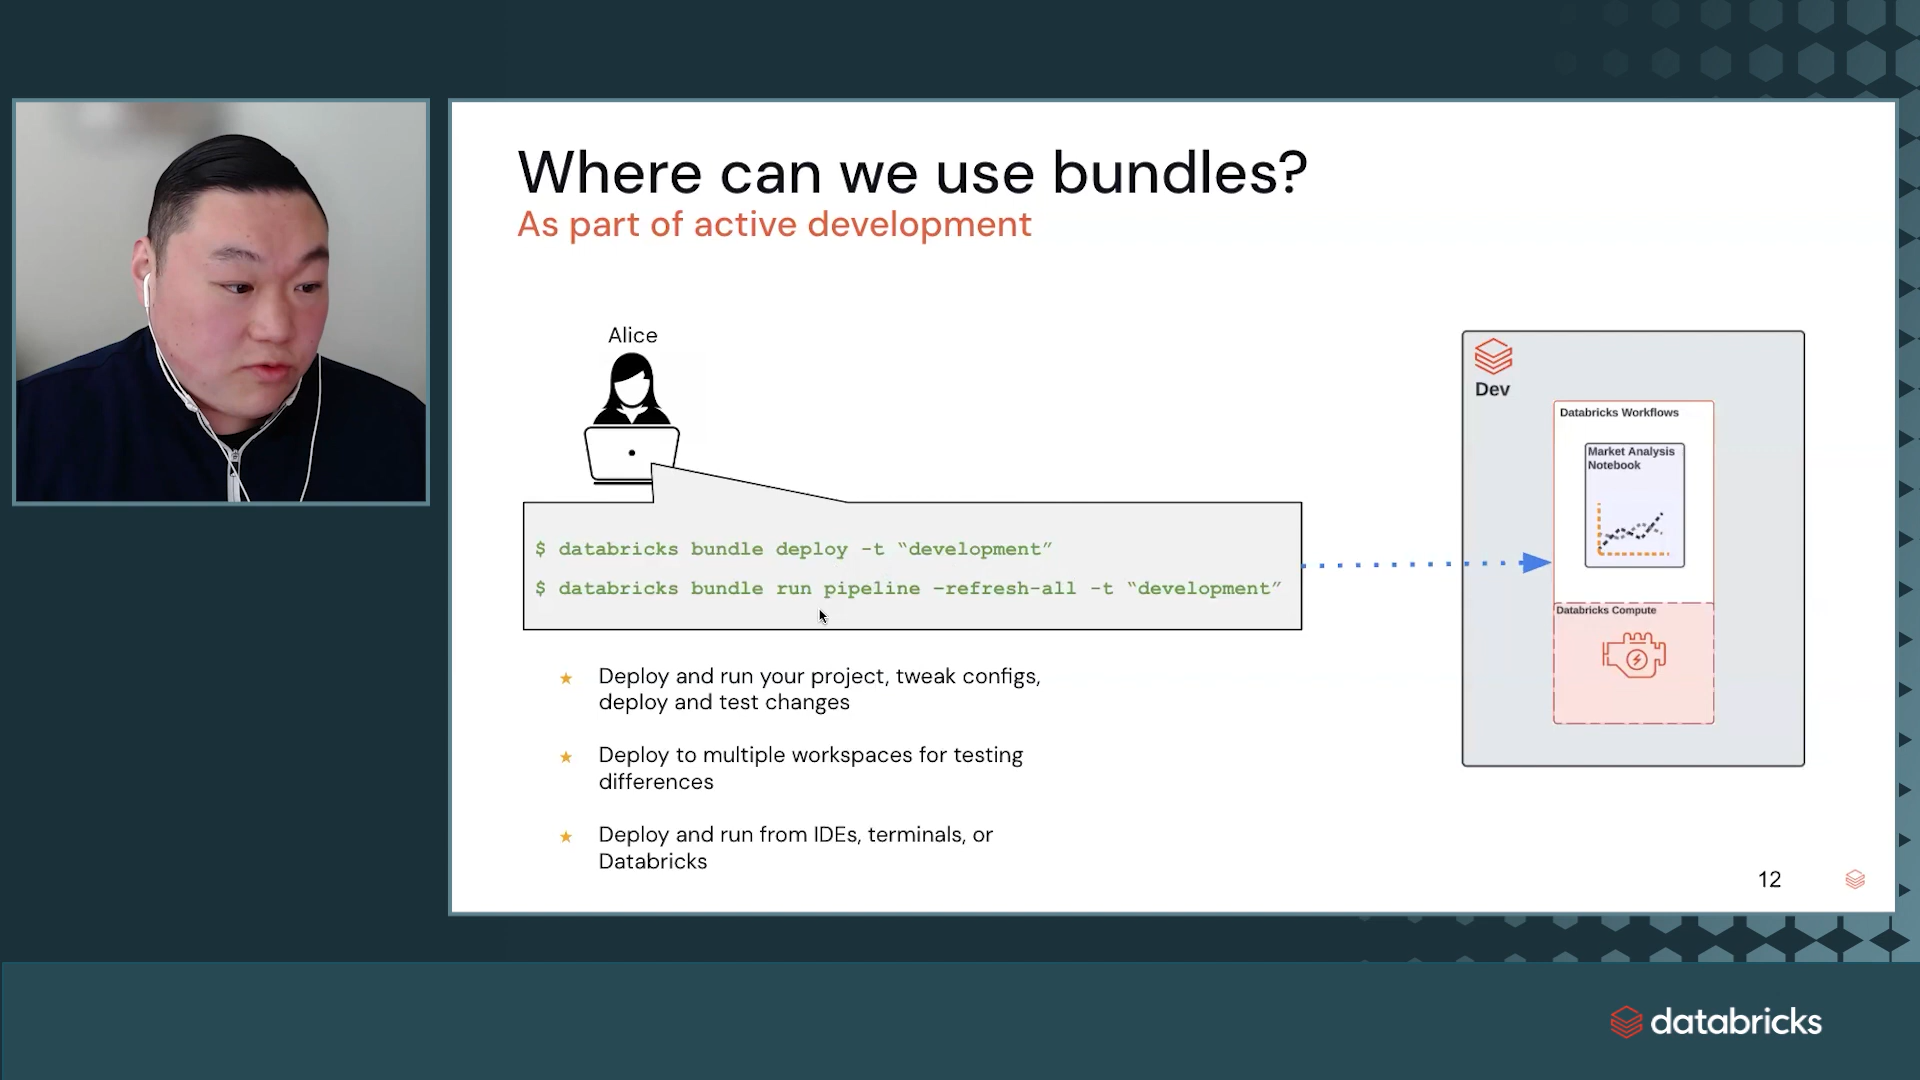 Where can we use bundles?
As part of active development
Alice
$ databricks bundle deploy -t “development”
$ databricks bundle run pipeline –refresh-all -t “development”
★ Deploy and run your project, tweak configs,
deploy and test changes
★ Deploy to multiple workspaces for testing
differences
★ Deploy and run from IDEs, terminals, or
Databricks
Dev
Databricks Workflows
Market Analysis
Notebook
Databricks Compute
12
databricks